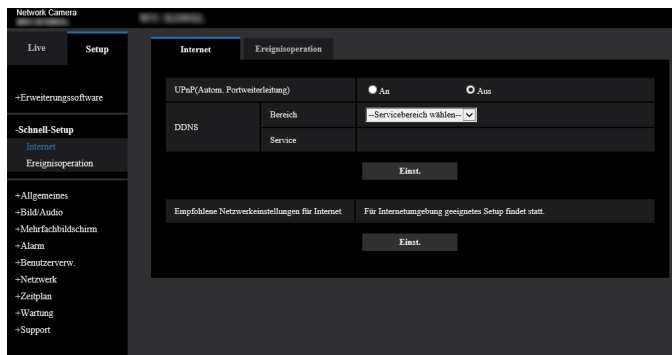 Network Camera
Live
Setup
+Erweiterungssoftware
-Schnell-Setup
Internet
Ereignisoperation
+Allgemeines
+Bild/Audio
+Mehrfachbildschirm
+Alarm
+Benutzerverw.
+Netzwerk
+Zeitplan
+Wartung
+Support
Internet
Ereignisoperation
UPnP(Autom. Portweiterleitung)
An
Aus
DDNS
Bereich
--Servicebereich wählen--
Service
Einst.
Empfohlene Netzwerkeinstellungen für Internet
Für Internetumgebung geeignetes Setup findet statt.
Einst.